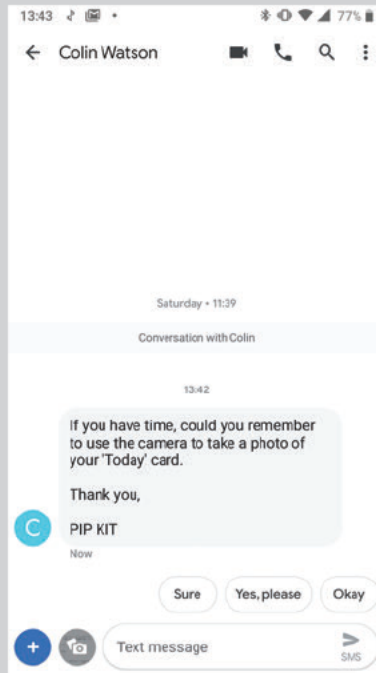 13:43
77%
Colin Watson
Saturday • 11:39
Conversation with Colin
13:42
If you have time, could you remember
to use the camera to take a photo of
your 'Today' card.
Thank you,
PIP KIT
C
Now
Sure
Yes, please
Okay
Text message
SMS